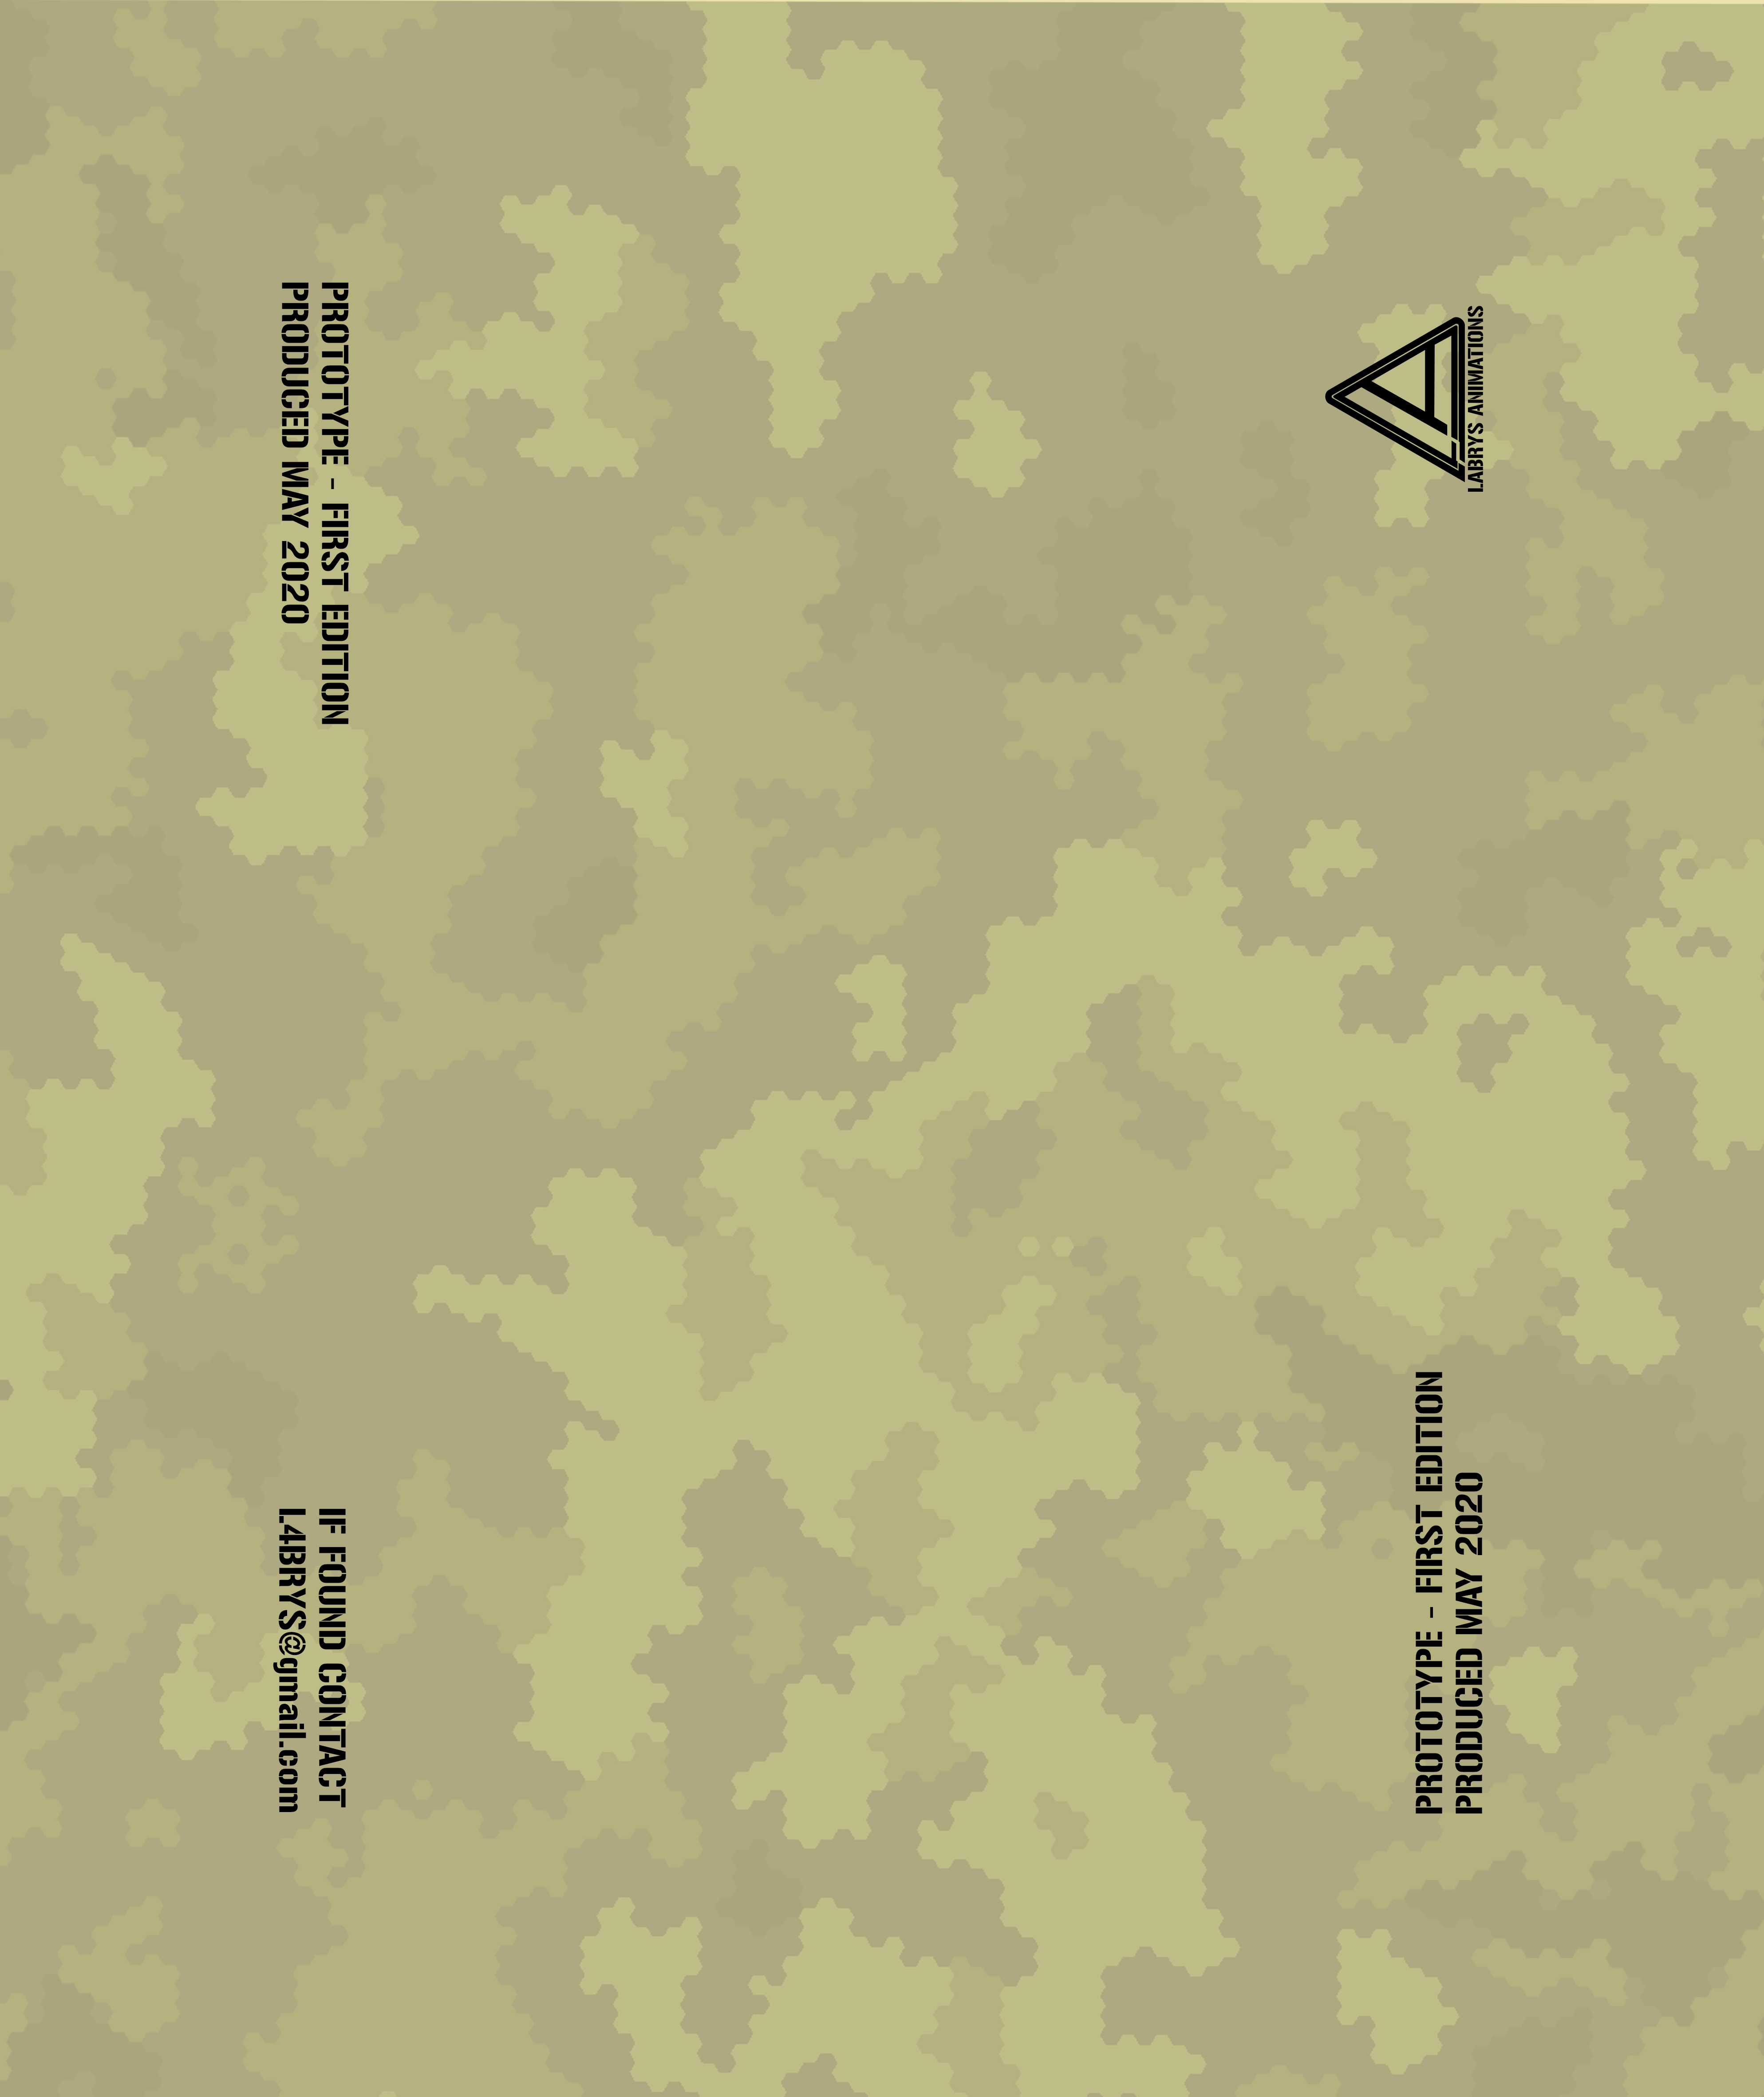 PROTOTYPE - FIRST EDITION
PRODUCED MAY 2020
LABRYS ANIMATIONS
IF FOUND CONTACT
L4BRYS@gmail.com
PROTOTYPE - FIRST EDITION
PRODUCED MAY 2020